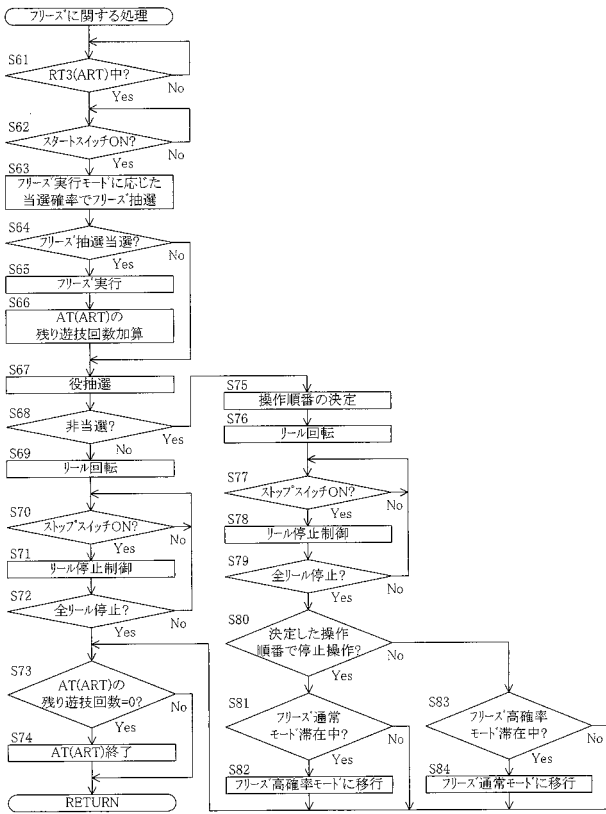 フリーズに関する処理
S61
RT3(ART)中?
No
Yes
S62
スタートスイッチON?
No
Yes
S63
フリーズ実行モードに応じた
当選確率でフリーズ抽選
S64
フリーズ抽選当選?
No
Yes
S65
フリーズ実行
S66
AT(ART)の
残り遊技回数加算
S67
役抽選
S68
非当選?
Yes
No
S69
リール回転
S70
ストップスイッチON?
No
Yes
S71
リール停止制御
S72
全リール停止?
No
Yes
S73
AT(ART)の
残り遊技回数=0?
No
Yes
S74
AT(ART)終了
RETURN
S75
操作順番の決定
S76
リール回転
S77
ストップスイッチON?
No
Yes
S78
リール停止制御
S79
全リール停止?
No
Yes
S80
決定した操作
順番で停止操作?
No
Yes
S81
フリーズ通常
モード滞在中?
No
Yes
S82
フリーズ高確率モードに移行
S83
フリーズ高確率
モード滞在中?
No
Yes
S84
フリーズ通常モードに移行